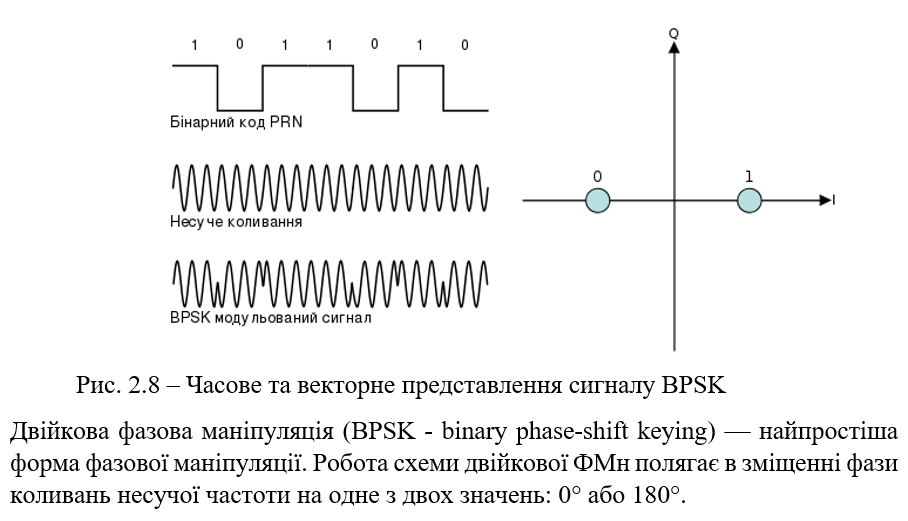 1 0 1 1 0 1 0
Бінарний код PRN
Несуче коливання
BPSK модульований сигнал
Q
0 1
I
Рис. 2.8 – Часове та векторне представлення сигналу BPSK
Двійкова фазова маніпуляція (BPSK - binary phase-shift keying) — найпростіша
форма фазової маніпуляції. Робота схеми двійкової ФМн полягає в зміщенні фази
коливань несучої частоти на одне з двох значень: 0° або 180°.